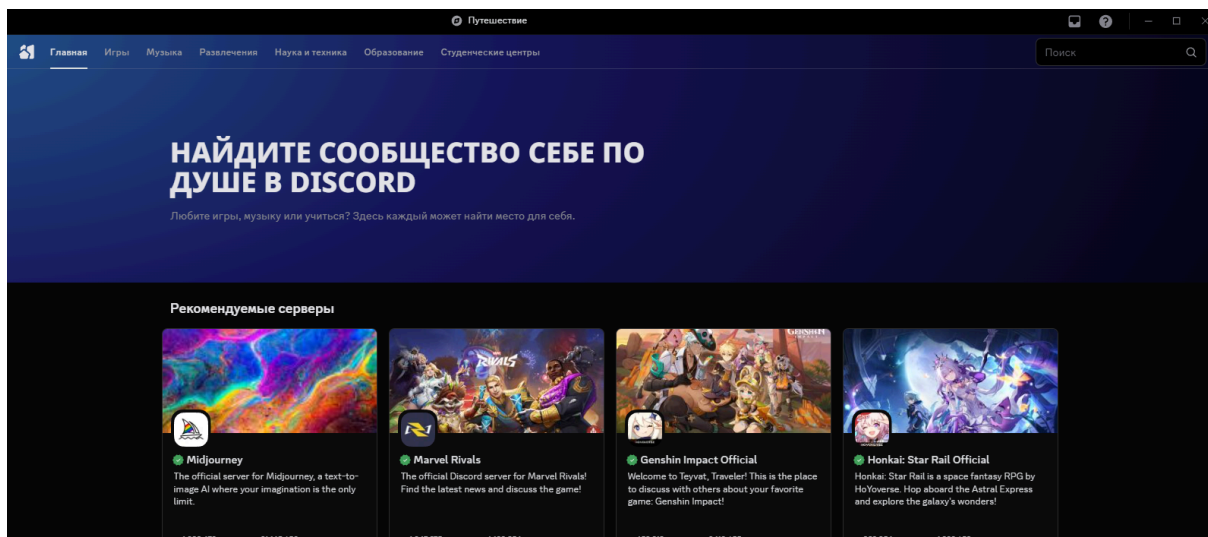 Путешествие
Главная Игры Музыка Развлечения Наука и техника Образование Студенческие центры Поиск
НАЙДИТЕ СООБЩЕСТВО СЕБЕ ПО
ДУШЕ В DISCORD
Любите игры, музыку или учиться? Здесь каждый может найти место для себя.
Рекомендуемые серверы
RIVALS
GENSHIN
Midjourney
The official server for Midjourney, a text-to-
image AI where your imagination is the only
limit.
Marvel Rivals
The official Discord server for Marvel Rivals!
Find the latest news and discuss the game!
Genshin Impact Official
Welcome to Teyvat, Traveler! This is the place
to discuss with others about your favorite
game: Genshin Impact!
Honkai: Star Rail Official
Honkai: Star Rail is a space fantasy RPG by
HoYoverse. Hop aboard the Astral Express
and explore the galaxy's wonders!